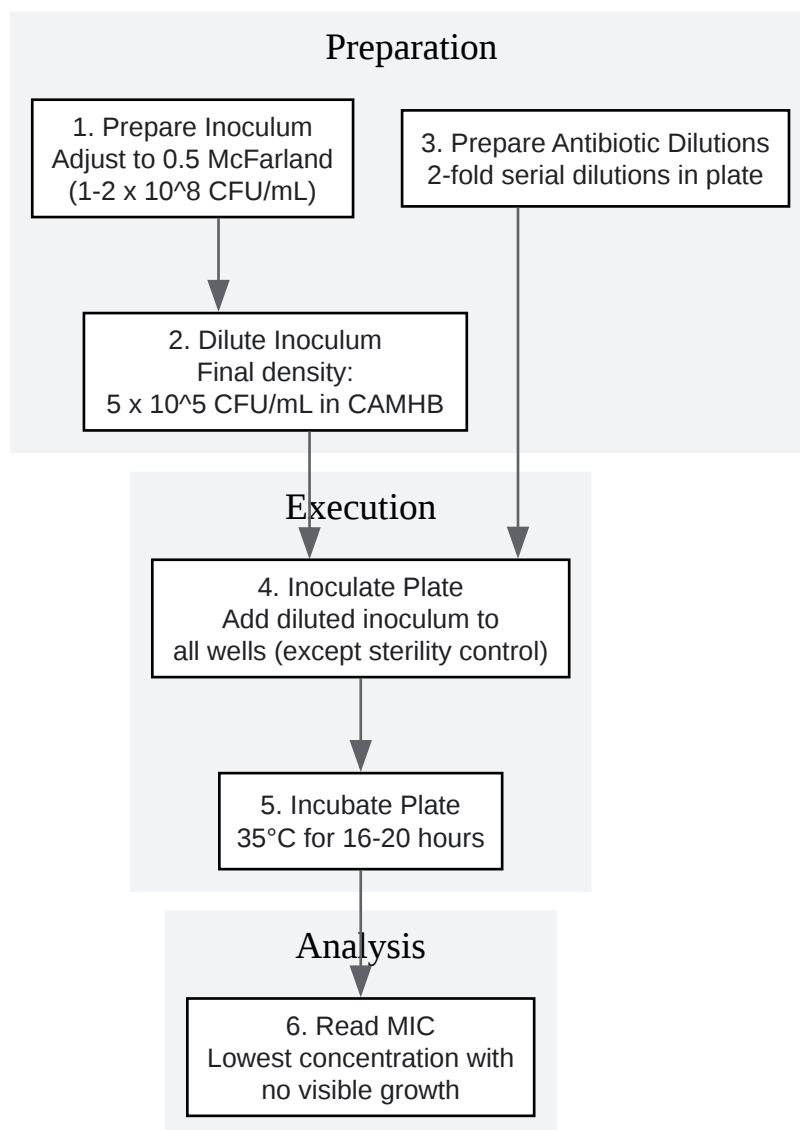 Preparation
1. Prepare Inoculum
Adjust to 0.5 McFarland
(1-2 x 10^8 CFU/mL)
3. Prepare Antibiotic Dilutions
2-fold serial dilutions in plate
2. Dilute Inoculum
Final density:
5 x 10^5 CFU/mL in CAMHB
Execution
4. Inoculate Plate
Add diluted inoculum to
all wells (except sterility control)
5. Incubate Plate
35°C for 16-20 hours
Analysis
6. Read MIC
Lowest concentration with
no visible growth